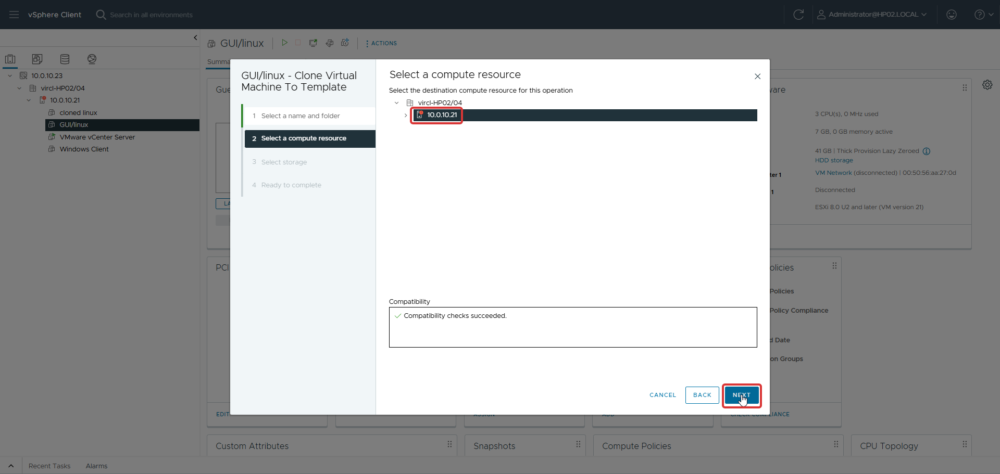 vSphere Client
Search in all environments
Administrator@HP02.LOCAL
GUI/linux
ACTIONS
10.0.10.23
vircl-HP02/04
10.0.10.21
cloned linux
GUI/linux
VMware vCenter Server
Windows Client
Summa
Gue
LA
PCI
EDIT
GUI/linux - Clone Virtual
Machine To Template
1 Select a name and folder
2 Select a compute resource
3 Select storage
4 Ready to complete
Select a compute resource
Select the destination compute resource for this operation
vircl-HP02/04
10.0.10.21
Compatibility
Compatibility checks succeeded.
CANCEL
BACK
NEXT
ware
3 CPU(s), 0 MHz used
7 GB, 0 GB memory active
41 GB | Thick Provision Lazy Zeroed
HDD storage
ter 1
VM Network (disconnected) | 00:50:56:aa:27:0d
1
Disconnected
ESXi 8.0 U2 and later (VM version 21)
olicies
Policies
Policy Compliance
d Date
on Groups
ASSIGN
ADD
CHECK COMPLIANCE
Custom Attributes
Snapshots
Compute Policies
CPU Topology
Recent Tasks
Alarms